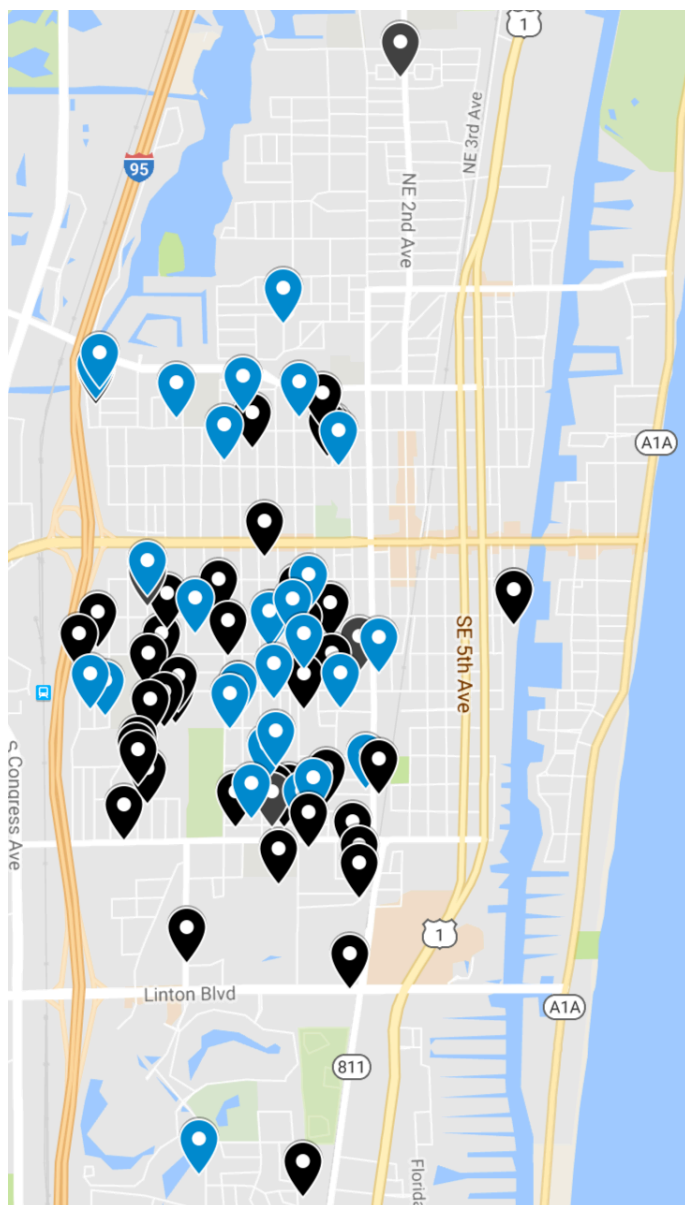 1
NE 3rd Ave
95
NE 2nd Ave
A1A
SE 5th Ave
S Congress Ave
1
Linton Blvd
A1A
811
Florida